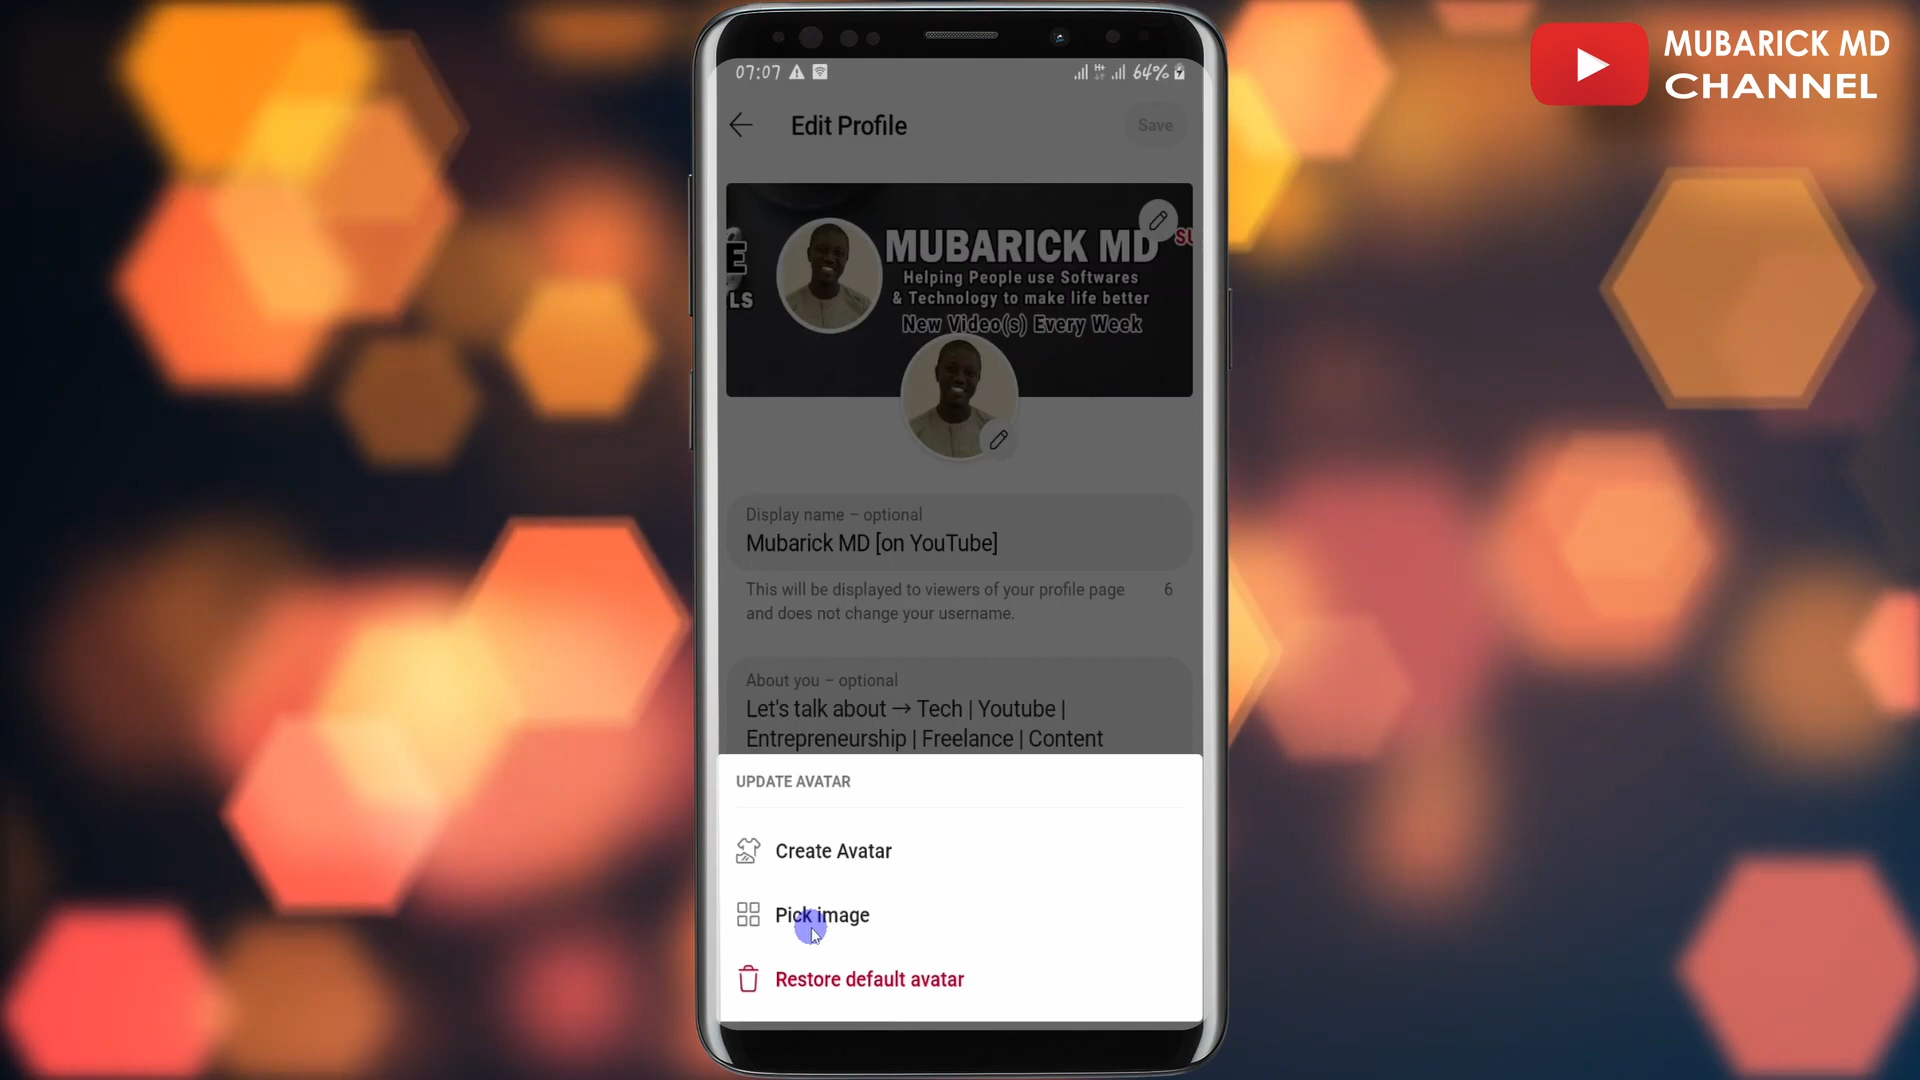 MUBARICK MD
CHANNEL
07:07
64%
Edit Profile
Save
E
LS
MUBARICK MD
SU
Helping People use Softwares
& Technology to make life better
New Video(s) Every Week
Display name – optional
Mubarick MD [on YouTube]
This will be displayed to viewers of your profile page
6
and does not change your username.
About you – optional
Let's talk about → Tech | Youtube |
Entrepreneurship | Freelance | Content
UPDATE AVATAR
Create Avatar
Pick image
Restore default avatar